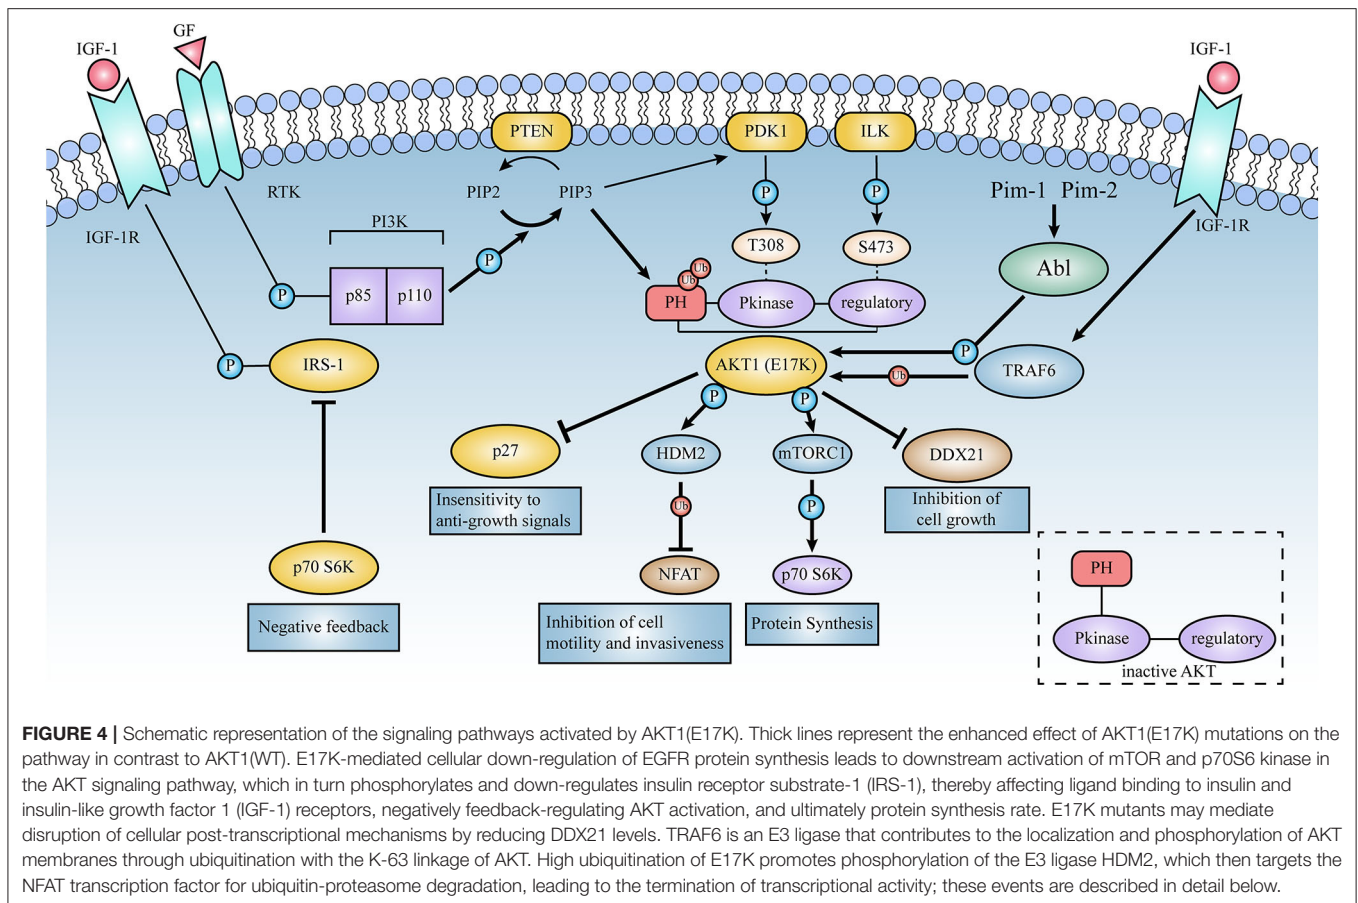 IGF-1
GF
IGF-1
PTEN
PDK1
ILK
RTK
PIP2
PIP3
P
P
Pim-1 Pim-2
IGF-1R
PI3K
IGF-1R
T308
S473
P
Abl
Ub
Ub
P
p85
p110
PH
Pkinase
regulatory
P
IRS-1
AKT1 (E17K)
P
TRAF6
Ub
P
P
p27
HDM2
mTORC1
DDX21
Insensitivity to
anti-growth signals
Ub
P
Inhibition of
cell growth
p70 S6K
NFAT
p70 S6K
PH
Negative feedback
Inhibition of cell
motility and invasiveness
Protein Synthesis
Pkinase
regulatory
inactive AKT
FIGURE 4 | Schematic representation of the signaling pathways activated by AKT1(E17K). Thick lines represent the enhanced effect of AKT1(E17K) mutations on the
pathway in contrast to AKT1(WT). E17K-mediated cellular down-regulation of EGFR protein synthesis leads to downstream activation of mTOR and p70S6 kinase in
the AKT signaling pathway, which in turn phosphorylates and down-regulates insulin receptor substrate-1 (IRS-1), thereby affecting ligand binding to insulin and
insulin-like growth factor 1 (IGF-1) receptors, negatively feedback-regulating AKT activation, and ultimately protein synthesis rate. E17K mutants may mediate
disruption of cellular post-transcriptional mechanisms by reducing DDX21 levels. TRAF6 is an E3 ligase that contributes to the localization and phosphorylation of AKT
membranes through ubiquitination with the K-63 linkage of AKT. High ubiquitination of E17K promotes phosphorylation of the E3 ligase HDM2, which then targets the
NFAT transcription factor for ubiquitin-proteasome degradation, leading to the termination of transcriptional activity; these events are described in detail below.